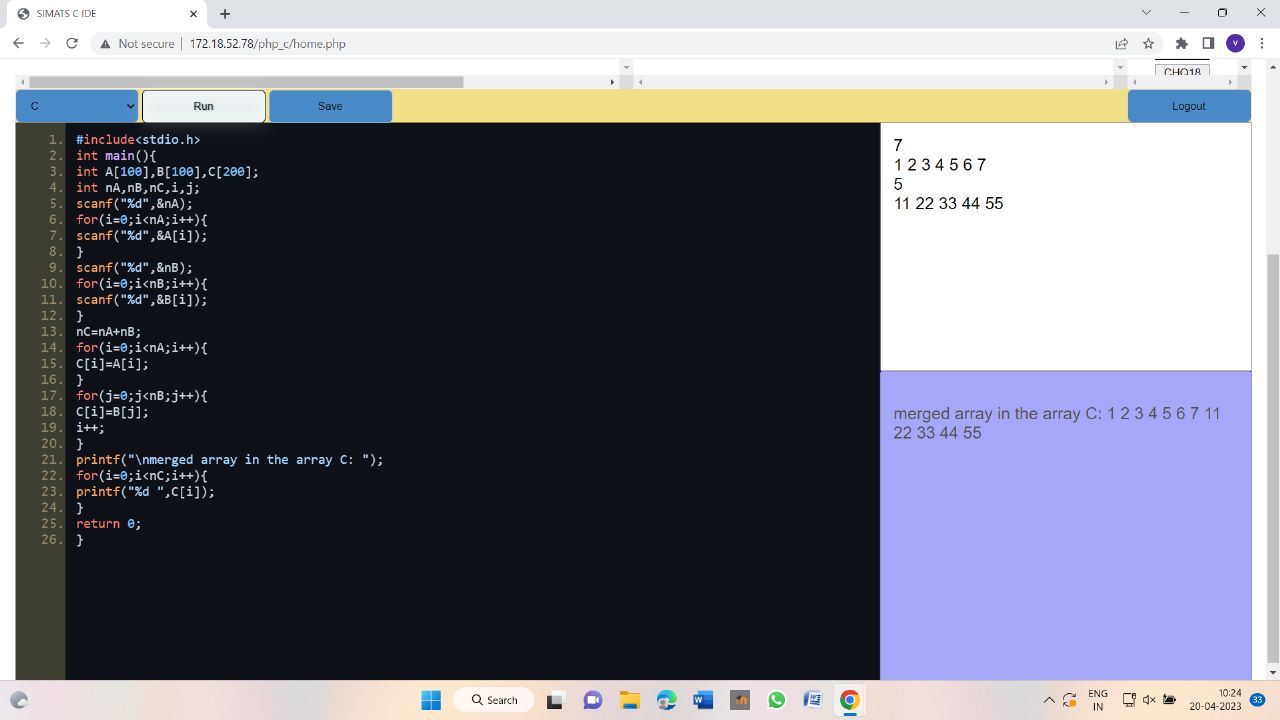 SIMATS C IDE
Not secure | 172.18.52.78/php_c/home.php
V
CHO18
C
Run
Save
Logout
1. #include<stdio.h>
2. int main(){
3. int A[100],B[100],C[200];
4. int nA,nB,nC,i,j;
5. scanf("%d",&nA);
6. for(i=0;i<nA;i++){
7. scanf("%d",&A[i]);
8. }
9. scanf("%d",&nB);
10. for(i=0;i<nB;i++){
11. scanf("%d",&B[i]);
12. }
13. nC=nA+nB;
14. for(i=0;i<nA;i++){
15. C[i]=A[i];
16. }
17. for(j=0;j<nB;j++){
18. C[i]=B[j];
19. i++;
20. }
21. printf("\nmerged array in the array C: ");
22. for(i=0;i<nC;i++){
23. printf("%d ",C[i]);
24. }
25. return 0;
26. }
7
1 2 3 4 5 6 7
5
11 22 33 44 55
merged array in the array C: 1 2 3 4 5 6 7 11
22 33 44 55
Search
ENG
IN
10:24
20-04-2023
33